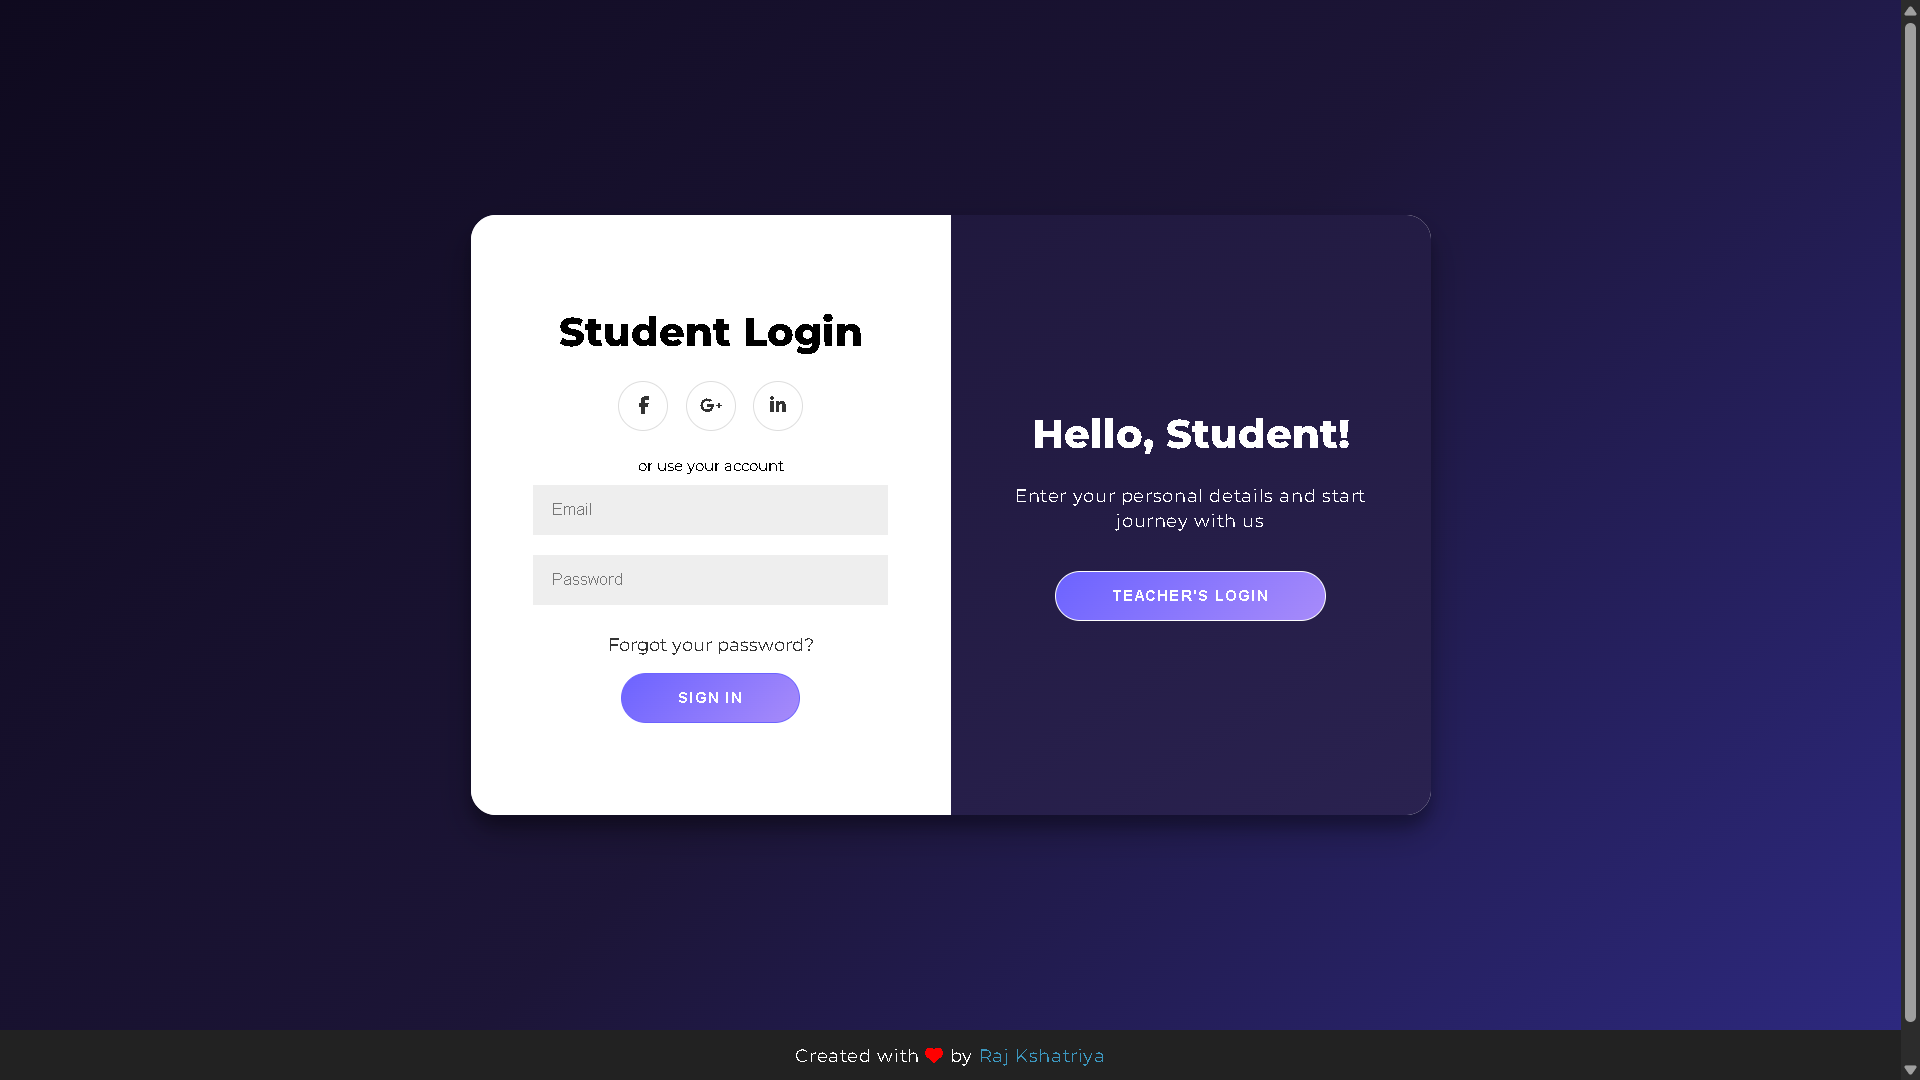 Student Login
or use your account
Email
Password
Forgot your password?
SIGN IN
Hello, Student!
Enter your personal details and start
journey with us
TEACHER'S LOGIN
Created with ❤ by Raj Kshatriya